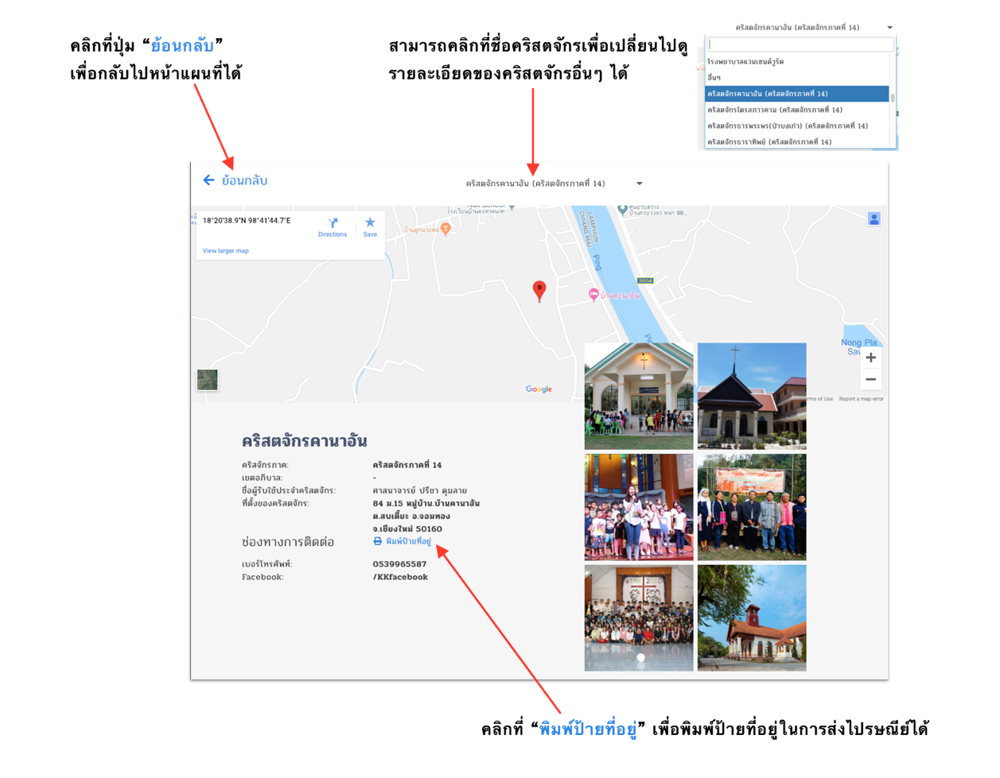 คลิกที่ปุ่ม “ย้อนกลับ”
เพื่อกลับไปหน้าแผนที่ได้
สามารถคลิกที่ชื่อคริสตจักรเพื่อเปลี่ยนไปดู
รายละเอียดของคริสตจักรอื่นๆ ได้
คริสตจักรคานาอัน (คริสตจักรภาคที่ 14)
โรงพยาบาลแวนแซนต์วูร์ด
อื่นๆ
คริสตจักรคานาอัน (คริสตจักรภาคที่ 14)
คริสตจักรไตรสภาวคาม (คริสตจักรภาคที่ 14)
คริสตจักรธารพระพร(ป่าบงเก่า) (คริสตจักรภาคที่ 14)
คริสตจักรธาราทิพย์ (คริสตจักรภาคที่ 14)
ย้อนกลับ
คริสตจักรคานาอัน (คริสตจักรภาคที่ 14)
โรงเรียนบ้านดงหาดนาค
18°20'38.9"N 98°41'44.7"E
Directions
Save
View larger map
บ้านลูกนายพล
LAMPHUN
CHIANG MAI
Ping
3004
บ้านคะนาอัน
บ้านครบวงจร หจก 99...
Nong Pla
Google
Report a map error
คริสตจักรคานาอัน
คริสจักรภาค: คริสตจักรภาคที่ 14
เขตอภิบาล: -
ชื่อผู้รับใช้ประจำคริสตจักร: ศาสนาจารย์ ปรีชา ดุมลาย
ที่ตั้งของคริสตจักร: 84 ม.15 หมู่บ้าน.บ้านคานาอัน
ต.สบเตี๊ยะ อ.จอมทอง
จ.เชียงใหม่ 50160
ช่องทางการติดต่อ พิมพ์ป้ายที่อยู่
เบอร์โทรศัพท์: 0539965587
Facebook: /KKfacebook
คลิกที่ “พิมพ์ป้ายที่อยู่” เพื่อพิมพ์ป้ายที่อยู่ในการส่งไปรษณีย์ได้